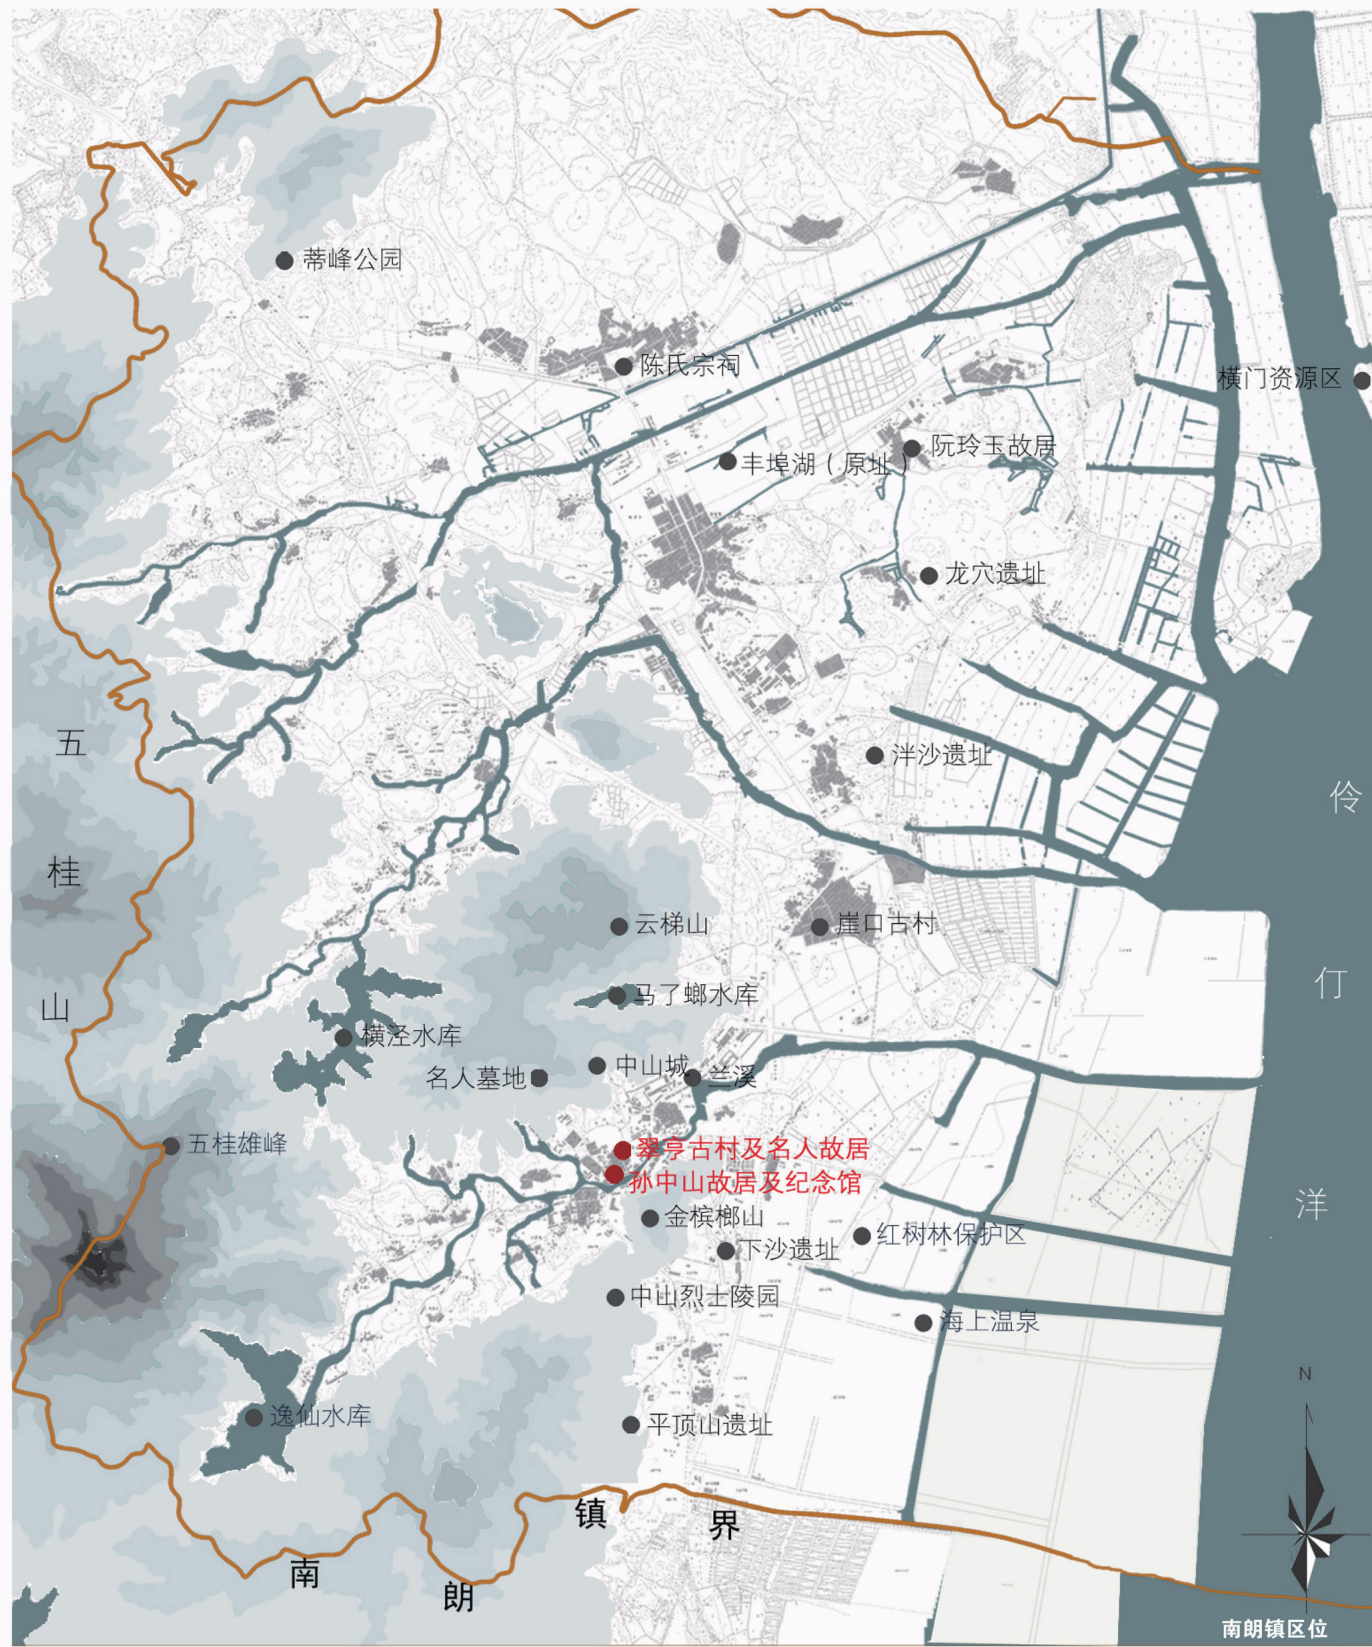 蒂峰公园
陈氏宗祠
横门资源区
阮玲玉故居
丰埠湖（原址）
龙穴遗址
五
桂
山
泮沙遗址
伶
仃
洋
云梯山
崖口古村
马了螂水库
横泾水库
中山城
名人墓地
兰溪
五桂雄峰
翠亨古村及名人故居
孙中山故居及纪念馆
金槟榔山
红树林保护区
下沙遗址
中山烈士陵园
海上温泉
逸仙水库
平顶山遗址
N
镇
界
南
朗
南朗镇区位